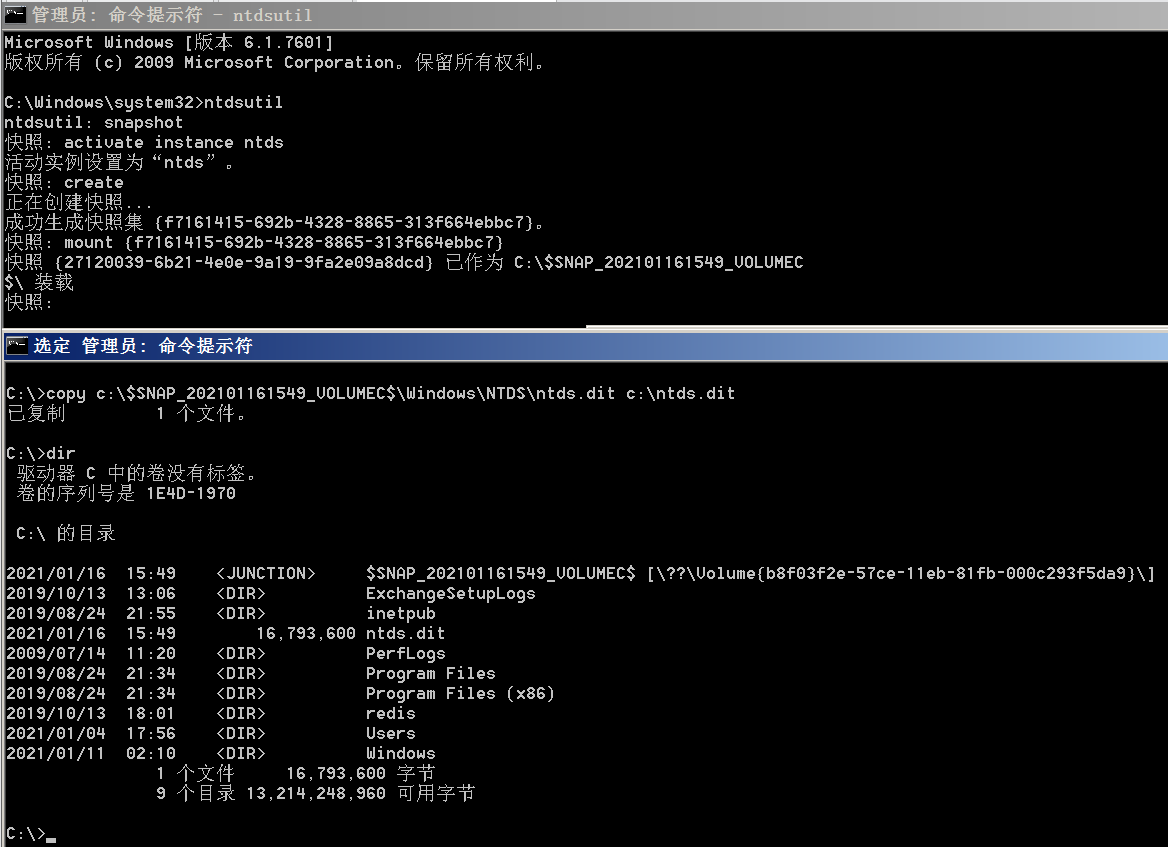 管理员: 命令提示符 - ntdsutil
Microsoft Windows [版本 6.1.7601]
版权所有 (c) 2009 Microsoft Corporation。保留所有权利。
C:\Windows\system32>ntdsutil
ntdsutil: snapshot
快照: activate instance ntds
活动实例设置为“ntds”。
快照: create
正在创建快照...
成功生成快照集 {f7161415-692b-4328-8865-313f664ebbc7}。
快照: mount {f7161415-692b-4328-8865-313f664ebbc7}
快照 {27120039-6b21-4e0e-9a19-9fa2e09a8dcd} 已作为 C:\$SNAP_202101161549_VOLUMEC
$\ 装载
快照:
选定 管理员: 命令提示符
C:\>copy c:\$SNAP_202101161549_VOLUMEC$\Windows\NTDS\ntds.dit c:\ntds.dit
已复制         1 个文件。
C:\>dir
驱动器 C 中的卷没有标签。
卷的序列号是 1E4D-1970
C:\ 的目录
2021/01/16  15:49    <JUNCTION>     $SNAP_202101161549_VOLUMEC$ [\??\Volume{b8f03f2e-57ce-11eb-81fb-000c293f5da9}\]
2019/10/13  13:06    <DIR>          ExchangeSetupLogs
2019/08/24  21:55    <DIR>          inetpub
2021/01/16  15:49        16,793,600 ntds.dit
2009/07/14  11:20    <DIR>          PerfLogs
2019/08/24  21:34    <DIR>          Program Files
2019/08/24  21:34    <DIR>          Program Files (x86)
2019/10/13  18:01    <DIR>          redis
2021/01/04  17:56    <DIR>          Users
2021/01/11  02:10    <DIR>          Windows
1 个文件     16,793,600 字节
9 个目录 13,214,248,960 可用字节
C:\>